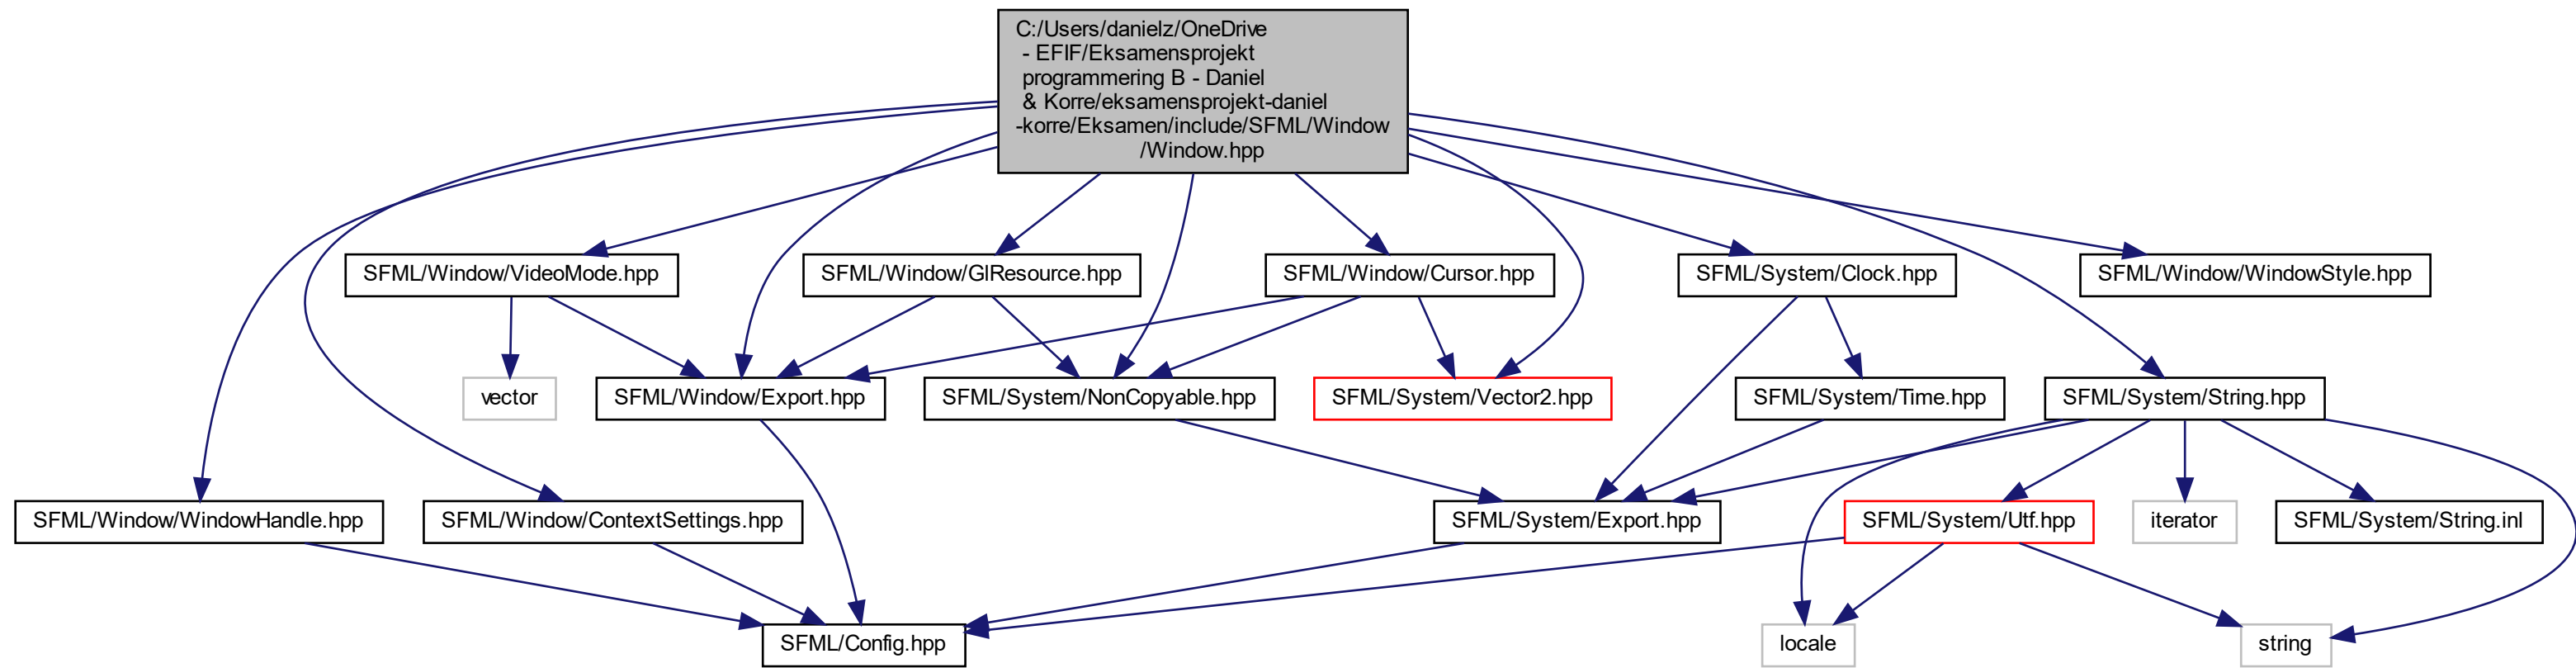 C:/Users/danielz/OneDrive
- EFIF/Eksamensprojekt
programmering B - Daniel
& Korre/eksamensprojekt-daniel
-korre/Eksamen/include/SFML/Window
/Window.hpp
SFML/Window/VideoMode.hpp
SFML/Window/GlResource.hpp
SFML/Window/Cursor.hpp
SFML/System/Clock.hpp
SFML/Window/WindowStyle.hpp
vector
SFML/Window/Export.hpp
SFML/System/NonCopyable.hpp
SFML/System/Vector2.hpp
SFML/System/Time.hpp
SFML/System/String.hpp
SFML/Window/WindowHandle.hpp
SFML/Window/ContextSettings.hpp
SFML/System/Export.hpp
SFML/System/Utf.hpp
iterator
SFML/System/String.inl
SFML/Config.hpp
locale
string